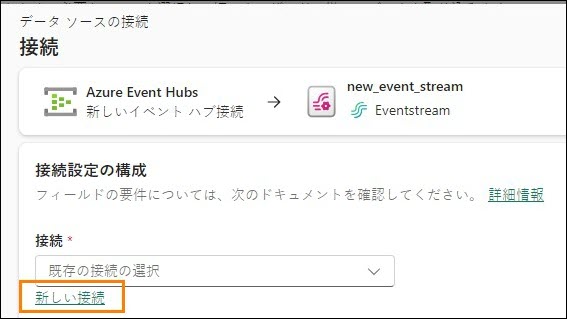 データ ソースの接続
接続
Azure Event Hubs
新しいイベント ハブ接続
new_event_stream
Eventstream
接続設定の構成
フィールドの要件については、次のドキュメントを確認してください。 詳細情報
接続 *
既存の接続の選択
新しい接続